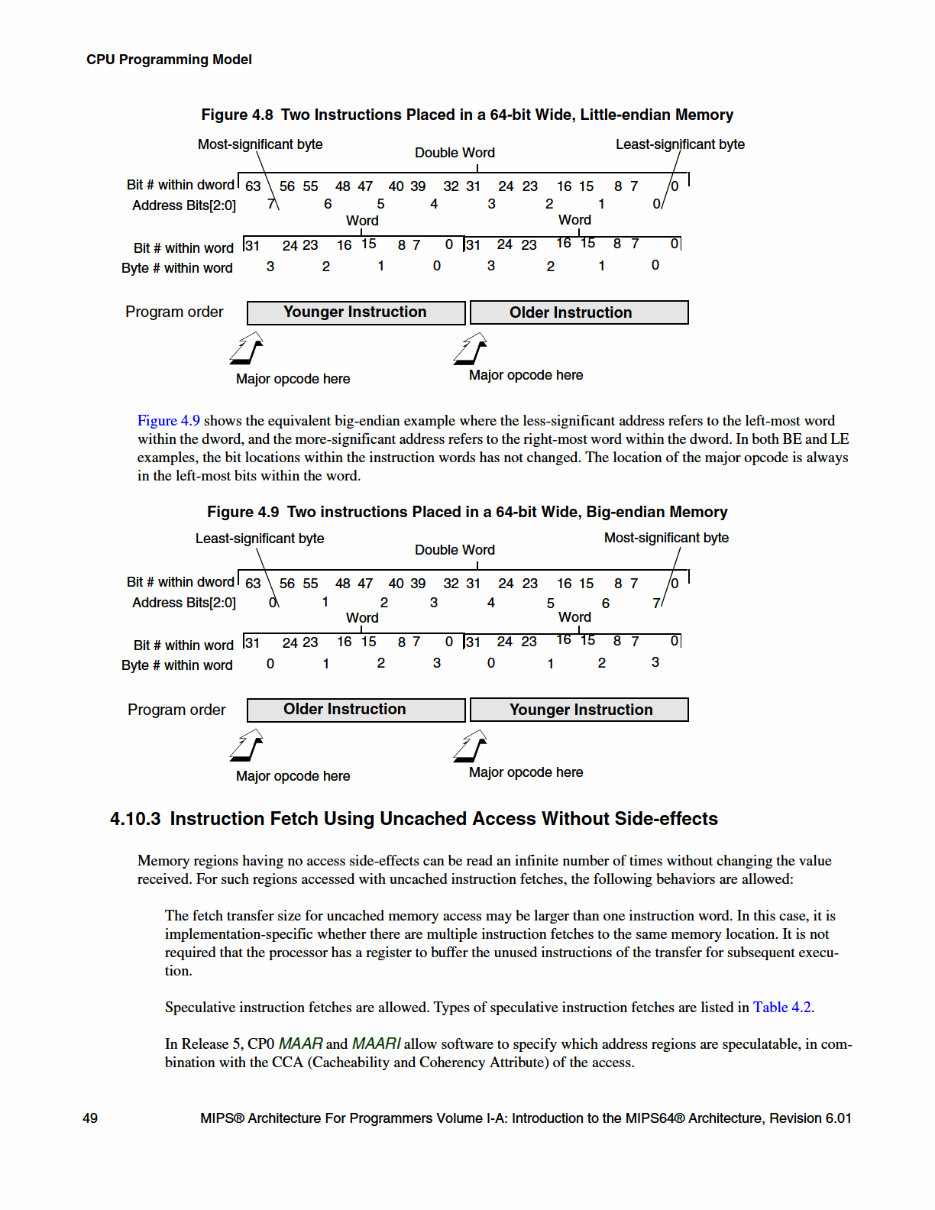 CPU Programming Model
Figure 4.8 Two Instructions Placed in a 64-bit Wide, Little-endian Memory
Most-significant byte Double Word Least-significant byte
Bit # within dword 63 56 55 48 47 40 39 32 31 24 23 16 15 8 7 0
Address Bits[2:0] 7 6 5 4 3 2 1 0
Word Word
Bit # within word 31 24 23 16 15 8 7 0 31 24 23 16 15 8 7 0
Byte # within word 3 2 1 0 3 2 1 0
Program order Younger Instruction Older Instruction
Major opcode here Major opcode here
Figure 4.9 shows the equivalent big-endian example where the less-significant address refers to the left-most word
within the dword, and the more-significant address refers to the right-most word within the dword. In both BE and LE
examples, the bit locations within the instruction words has not changed. The location of the major opcode is always
in the left-most bits within the word.
Figure 4.9 Two instructions Placed in a 64-bit Wide, Big-endian Memory
Least-significant byte Double Word Most-significant byte
Bit # within dword 63 56 55 48 47 40 39 32 31 24 23 16 15 8 7 0
Address Bits[2:0] 0 1 2 3 4 5 6 7
Word Word
Bit # within word 31 24 23 16 15 8 7 0 31 24 23 16 15 8 7 0
Byte # within word 0 1 2 3 0 1 2 3
Program order Older Instruction Younger Instruction
Major opcode here Major opcode here
4.10.3 Instruction Fetch Using Uncached Access Without Side-effects
Memory regions having no access side-effects can be read an infinite number of times without changing the value
received. For such regions accessed with uncached instruction fetches, the following behaviors are allowed:
The fetch transfer size for uncached memory access may be larger than one instruction word. In this case, it is
implementation-specific whether there are multiple instruction fetches to the same memory location. It is not
required that the processor has a register to buffer the unused instructions of the transfer for subsequent execu-
tion.
Speculative instruction fetches are allowed. Types of speculative instruction fetches are listed in Table 4.2.
In Release 5, CP0 MAAR and MAARI allow software to specify which address regions are speculatable, in com-
bination with the CCA (Cacheability and Coherency Attribute) of the access.
49 MIPS® Architecture For Programmers Volume I-A: Introduction to the MIPS64® Architecture, Revision 6.01